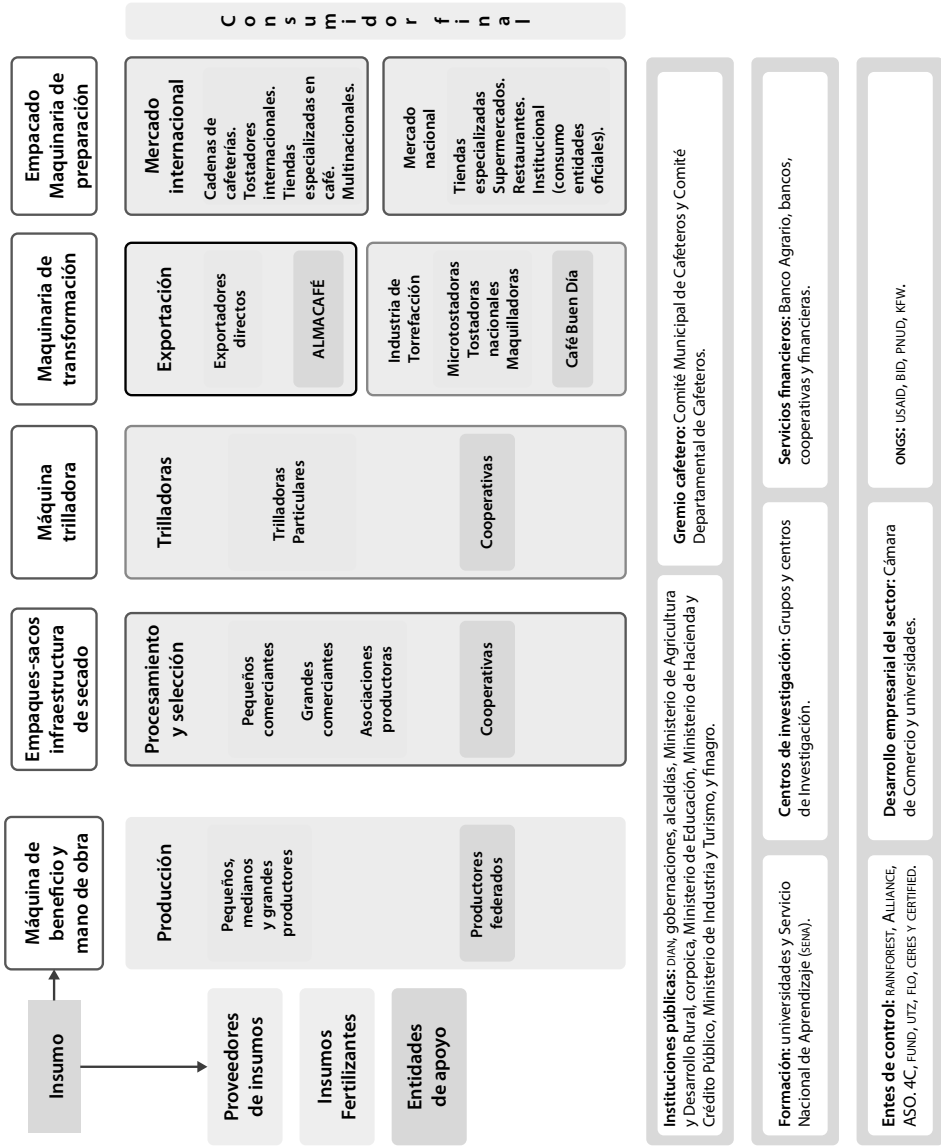 Insumo
Máquina de
beneficio y
mano de obra
Empaques-sacos
infraestructura
de secado
Máquina
trilladora
Maquinaria de
transformación
Empacado
Maquinaria de
preparación
Proveedores
de insumos
Insumos
Fertilizantes
Entidades
de apoyo
Producción
Pequeños,
medianos
y grandes
productores
Productores
federados
Procesamiento
y selección
Pequeños
comerciantes
Grandes
comerciantes
Asociaciones
productoras
Cooperativas
Trilladoras
Trilladoras
Particulares
Cooperativas
Exportación
Exportadores
directos
ALMACAFÉ
Industria de
Torrefacción
Microtostadoras
Tostadoras
nacionales
Maquilladoras
Café Buen Día
Mercado
internacional
Cadenas de
cafeterías.
Tostadores
internacionales.
Tiendas
especializadas en
café.
Multinacionales.
Mercado
nacional
Tiendas
especializadas
Supermercados.
Restaurantes.
Institucional
(consumo
entidades
oficiales).
Consumidor final
Instituciones públicas: DIAN, gobernaciones, alcaldías, Ministerio de Agricultura
y Desarrollo Rural, corpoica, Ministerio de Educación, Ministerio de Hacienda y
Crédito Público, Ministerio de Industria y Turismo, y finagro.
Gremio cafetero: Comité Municipal de Cafeteros y Comité
Departamental de Cafeteros.
Formación: universidades y Servicio
Nacional de Aprendizaje (SENA).
Centros de investigación: Grupos y centros
de Investigación.
Servicios financieros: Banco Agrario, bancos,
cooperativas y financieras.
Entes de control: RAINFOREST, ALLIANCE,
ASO. 4C, FUND, UTZ, FLO, CERES Y CERTIFIED.
Desarrollo empresarial del sector: Cámara
de Comercio y universidades.
ONGS: USAID, BID, PNUD, KFW.